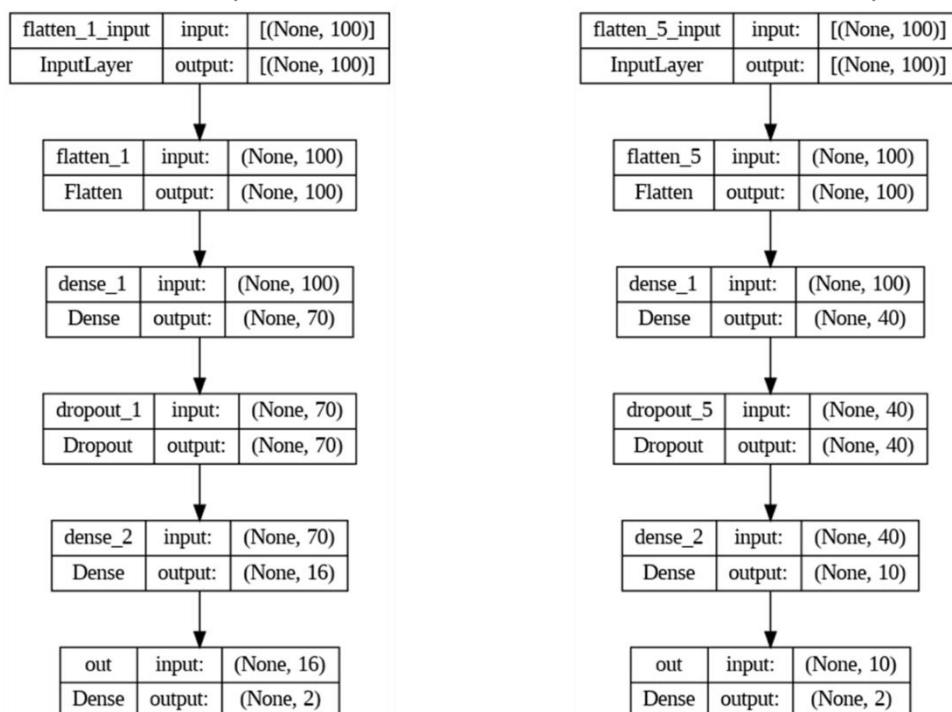 flatten_1_input input: [(None, 100)]
InputLayer output: [(None, 100)]
flatten_1 input: (None, 100)
Flatten output: (None, 100)
dense_1 input: (None, 100)
Dense output: (None, 70)
dropout_1 input: (None, 70)
Dropout output: (None, 70)
dense_2 input: (None, 70)
Dense output: (None, 16)
out input: (None, 16)
Dense output: (None, 2)
flatten_5_input input: [(None, 100)]
InputLayer output: [(None, 100)]
flatten_5 input: (None, 100)
Flatten output: (None, 100)
dense_1 input: (None, 100)
Dense output: (None, 40)
dropout_5 input: (None, 40)
Dropout output: (None, 40)
dense_2 input: (None, 40)
Dense output: (None, 10)
out input: (None, 10)
Dense output: (None, 2)